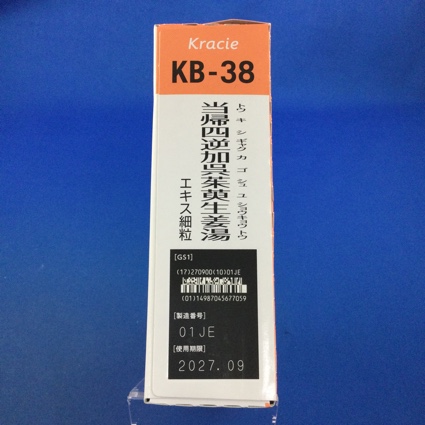 Kracie
KB-38
当帰四逆加呉茱萸生姜湯
トウ キ シギャク カ ゴ シュ ユ ショウキョウトウ
エキス細粒
[GS1]
(17)270900(10)01JE
(01)14987045677059
[製造番号]
01JE
[使用期限]
2027.09